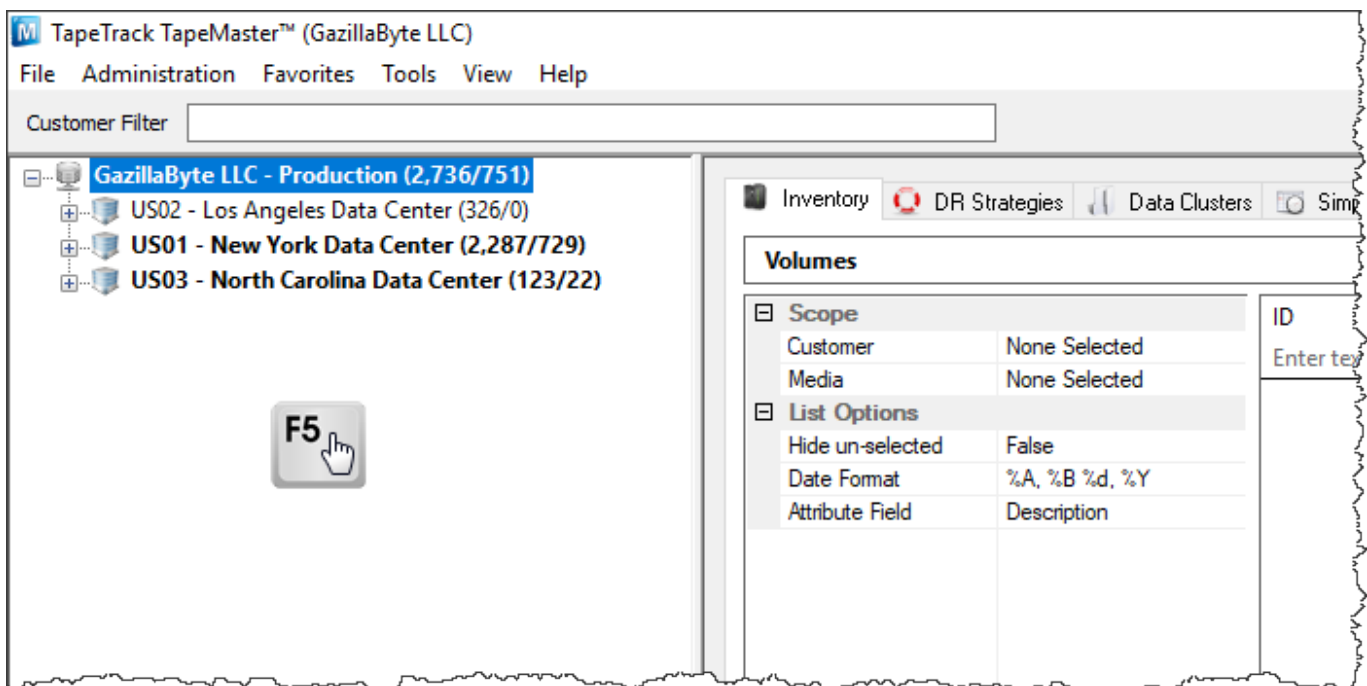 TapeTrack TapeMaster™ (GazillaByte LLC)
File Administration Favorites Tools View Help
Customer Filter
GazillaByte LLC - Production (2,736/751)
US02 - Los Angeles Data Center (326/0)
US01 - New York Data Center (2,287/729)
US03 - North Carolina Data Center (123/22)
F5
Inventory DR Strategies Data Clusters
Volumes
Scope
Customer None Selected
Media None Selected
List Options
Hide un-selected False
Date Format %A, %B %d, %Y
Attribute Field Description
ID
Enter